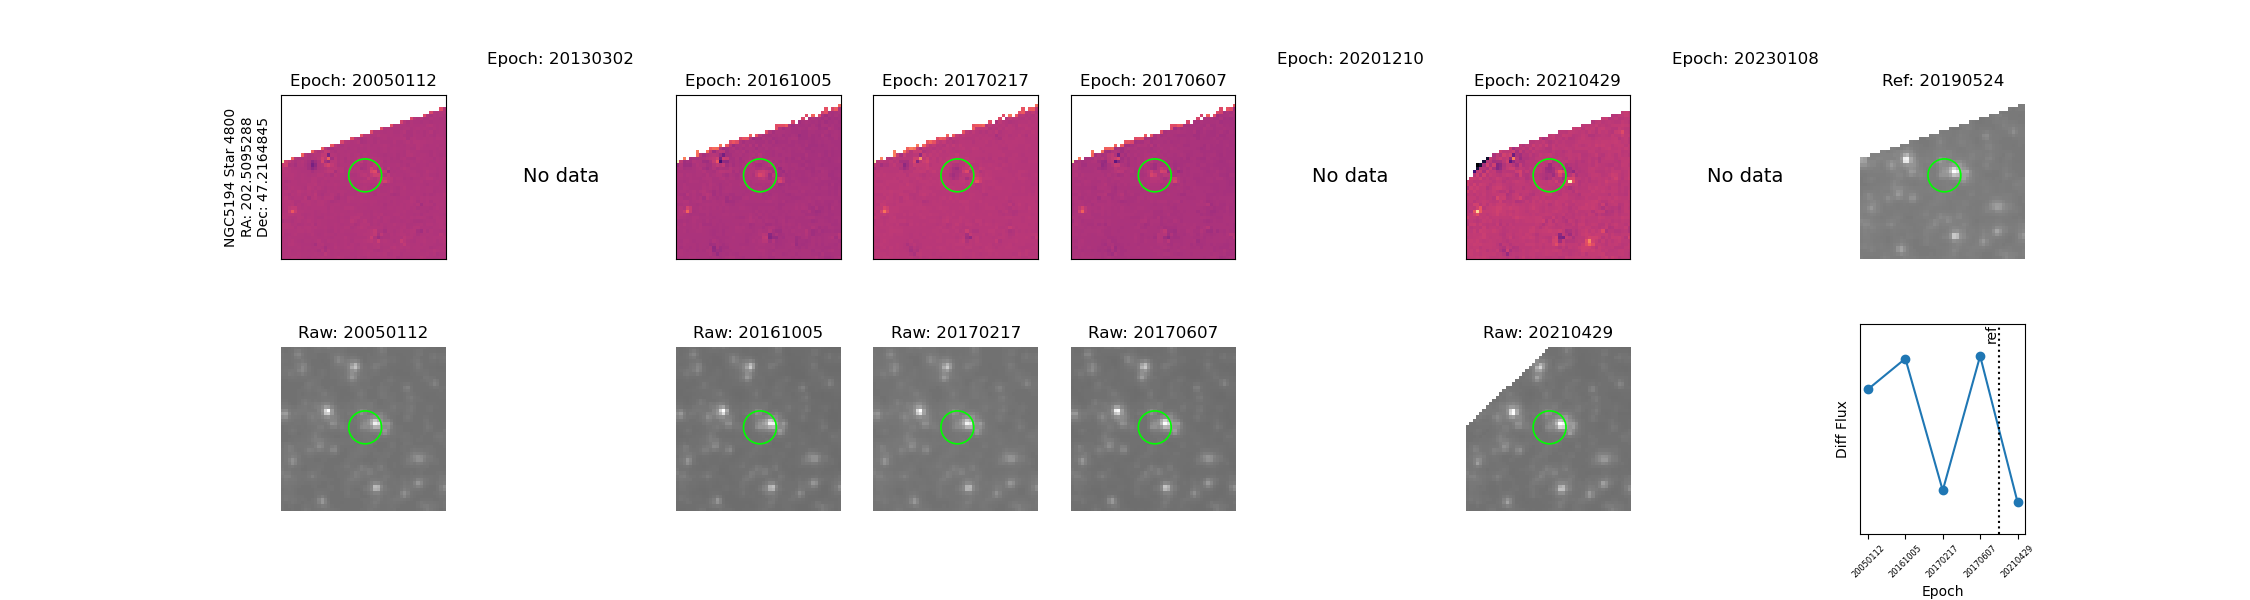 Epoch: 20050112
Epoch: 20130302
Epoch: 20161005
Epoch: 20170217
Epoch: 20170607
Epoch: 20201210
Epoch: 20210429
Epoch: 20230108
Ref: 20190524
NGC5194 Star 4800
RA: 202.5095288
Dec: 47.2164845
No data
No data
No data
Raw: 20050112
Raw: 20161005
Raw: 20170217
Raw: 20170607
Raw: 20210429
ref
Diff Flux
20050112
20161005
20170217
20170607
20210429
Epoch